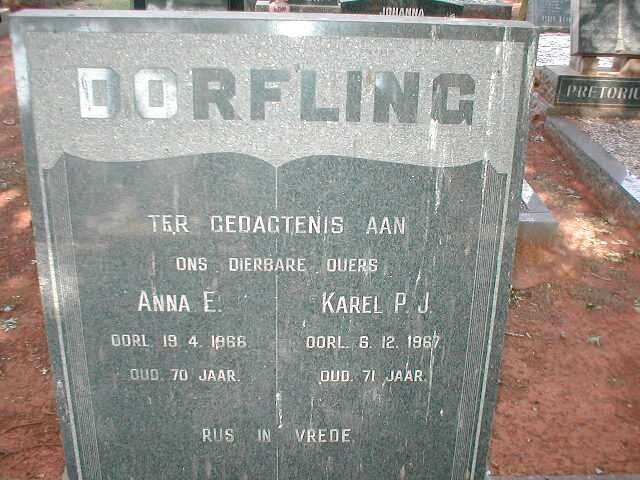 JOHANNA
PRETORIU
DORFLING
TER GEDAGTENIS AAN
ONS DIERBARE OUERS
ANNA E. KAREL P. J.
OORL. 19. 4. 1966. OORL. 6. 12. 1967.
OUD. 70 JAAR. OUD. 71 JAAR.
RUS IN VREDE.